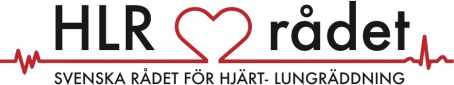 HLR rådet
SVENSKA RÅDET FÖR HJÄRT- LUNGRÄDDNING